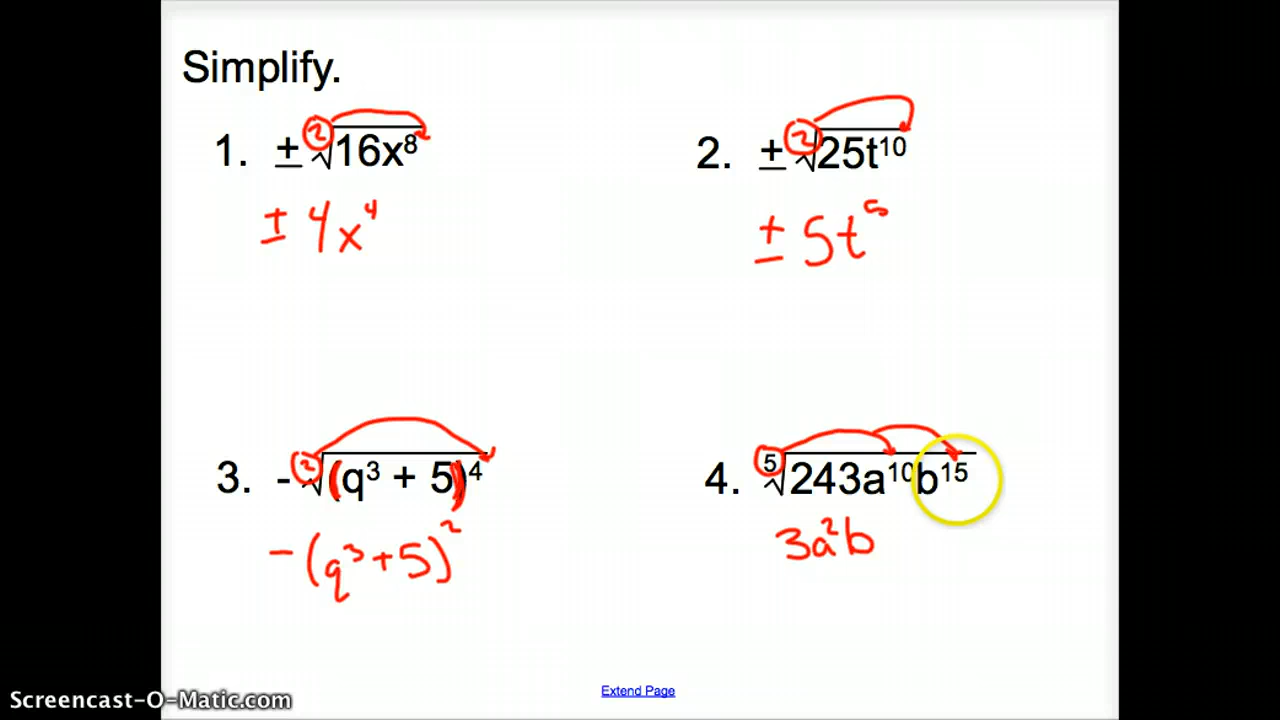 Simplify.
1. ± ²√16x⁸
± 4x⁴
2. ± ²√25t¹⁰
± 5t⁵
3. - ²√(q³ + 5)⁴
- (q³ + 5)²
4. ⁵√243a¹⁰b¹⁵
3a²b
Extend Page
Screencast-O-Matic.com